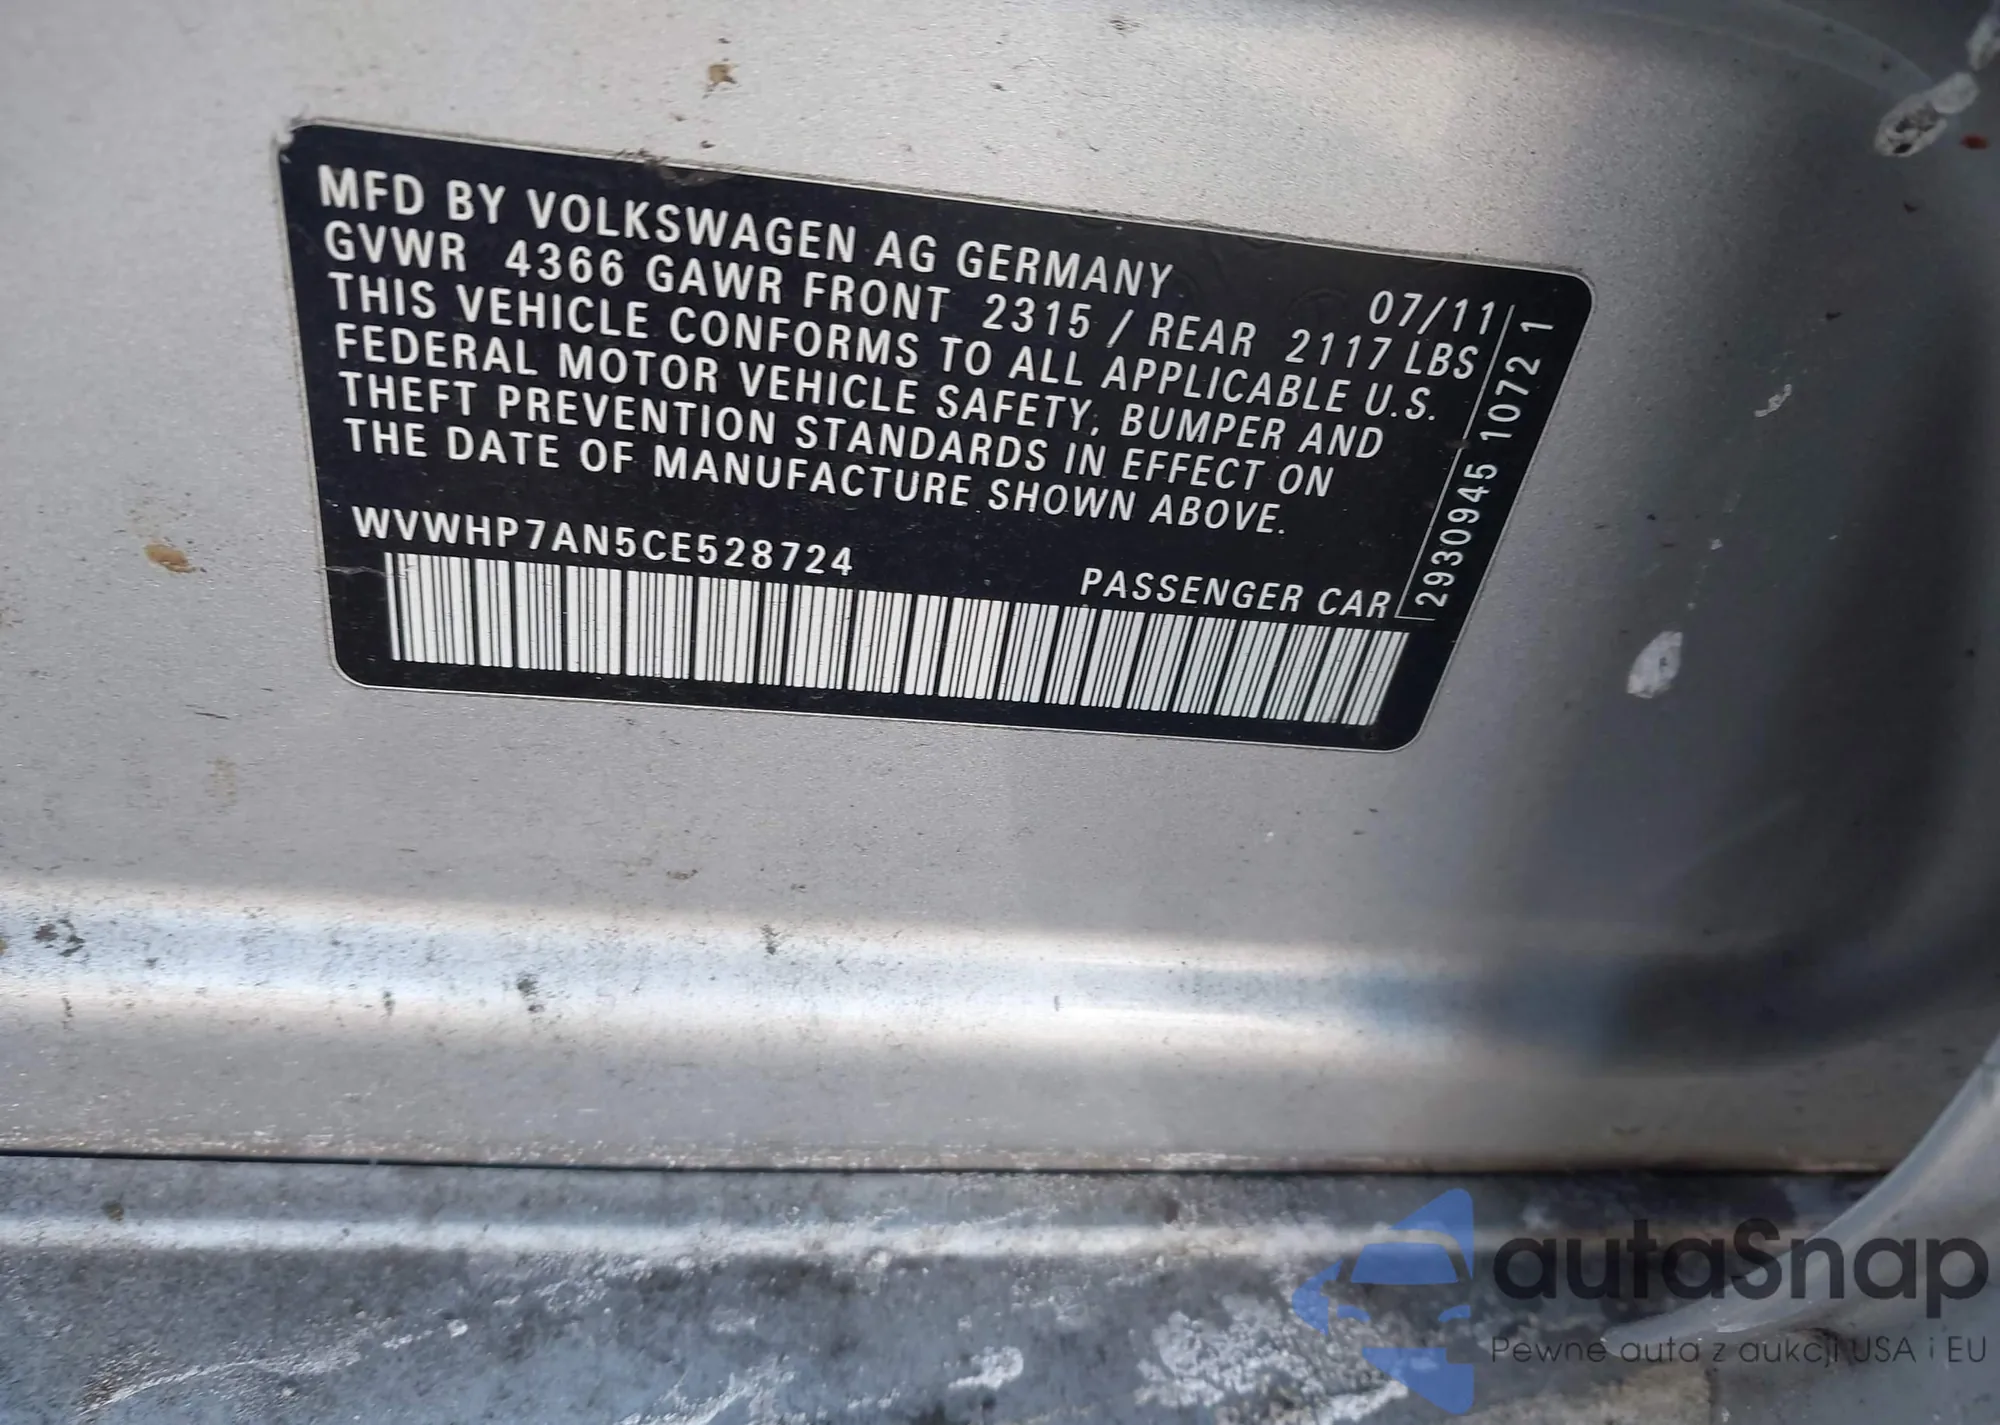 MFD BY VOLKSWAGEN AG GERMANY 07/11
GVWR 4366 GAWR FRONT 2315 / REAR 2117 LBS
THIS VEHICLE CONFORMS TO ALL APPLICABLE U.S.
FEDERAL MOTOR VEHICLE SAFETY, BUMPER AND
THEFT PREVENTION STANDARDS IN EFFECT ON
THE DATE OF MANUFACTURE SHOWN ABOVE.
WVWHP7AN5CE528724
PASSENGER CAR
2930945 1072 1
autaSnap
Pewne auta z aukcji USA i EU